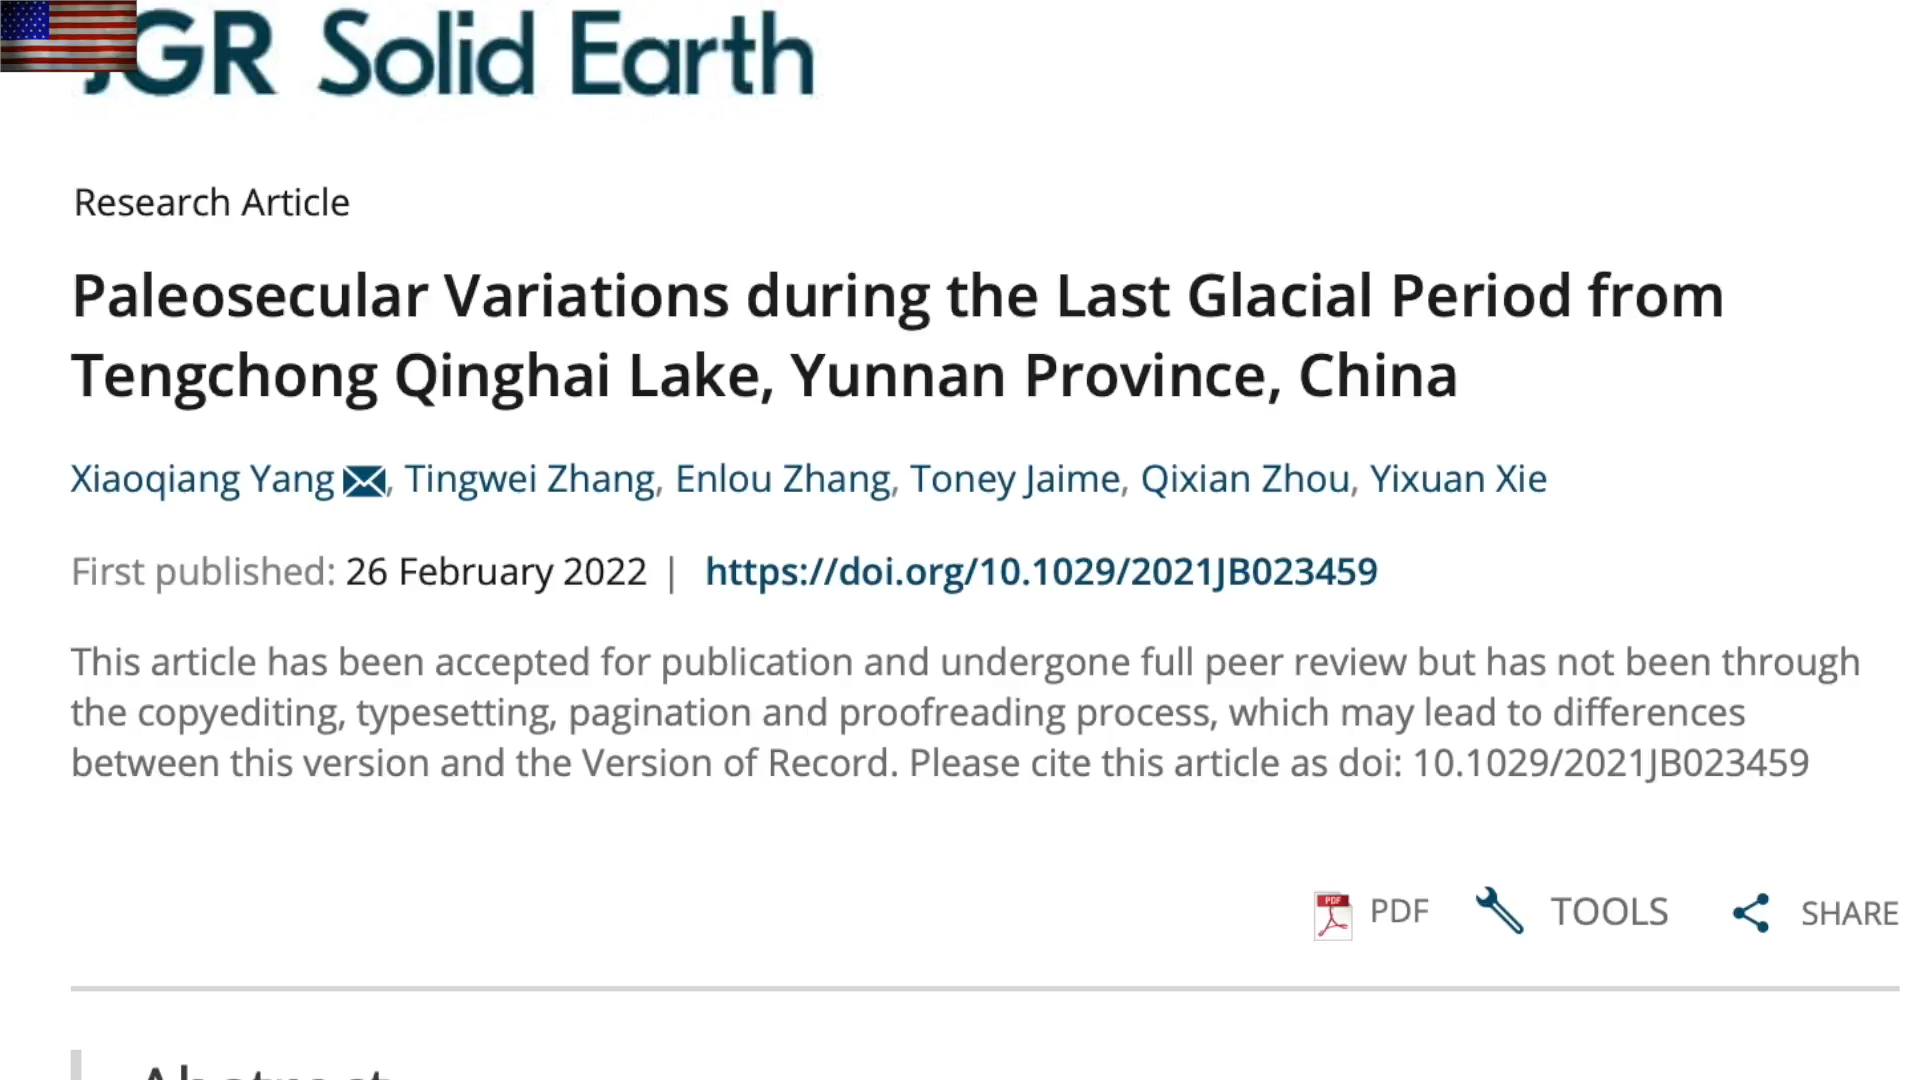 JGR Solid Earth
Research Article
Paleosecular Variations during the Last Glacial Period from
Tengchong Qinghai Lake, Yunnan Province, China
Xiaoqiang Yang, Tingwei Zhang, Enlou Zhang, Toney Jaime, Qixian Zhou, Yixuan Xie
First published: 26 February 2022 | https://doi.org/10.1029/2021JB023459
This article has been accepted for publication and undergone full peer review but has not been through
the copyediting, typesetting, pagination and proofreading process, which may lead to differences
between this version and the Version of Record. Please cite this article as doi: 10.1029/2021JB023459
PDF PDF TOOLS SHARE
Abstract